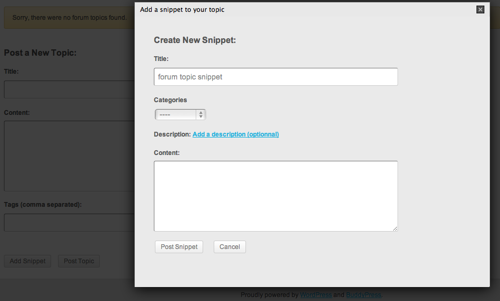 Add a snippet to your topic
Sorry, there were no forum topics found.
Create New Snippet:
Post a New Topic:
Title:
Title:
forum topic snippet
Categories
Content:
----
Description: Add a description (optionnal)
Content:
Tags (comma separated):
Post Snippet
Cancel
Add Snippet
Post Topic
Proudly powered by WordPress and BuddyPress